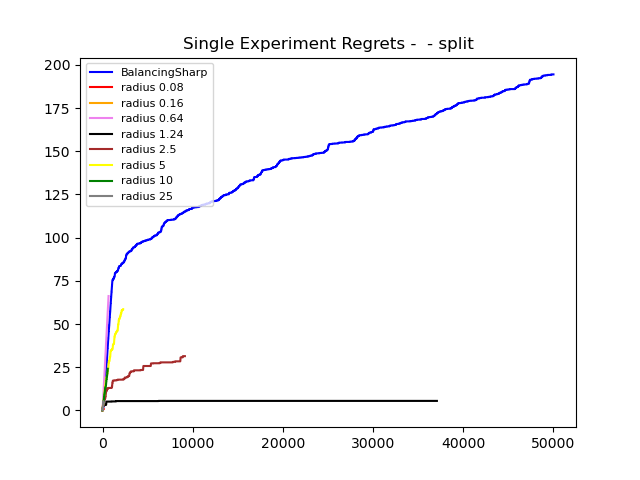 Single Experiment Regrets -  - split
200
175
150
125
100
75
50
25
0
BalancingSharp
radius 0.08
radius 0.16
radius 0.64
radius 1.24
radius 2.5
radius 5
radius 10
radius 25
0 10000 20000 30000 40000 50000